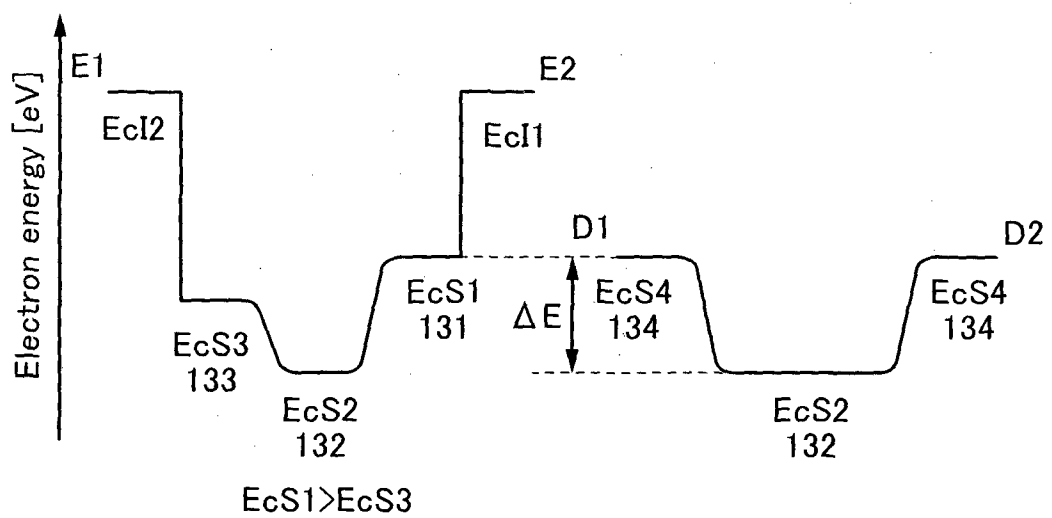 Electron energy [eV]
E1
E2
EcI2
EcI1
D1
D2
EcS3
133
EcS2
132
EcS1
131
ΔE
EcS4
134
EcS2
132
EcS4
134
EcS1>EcS3